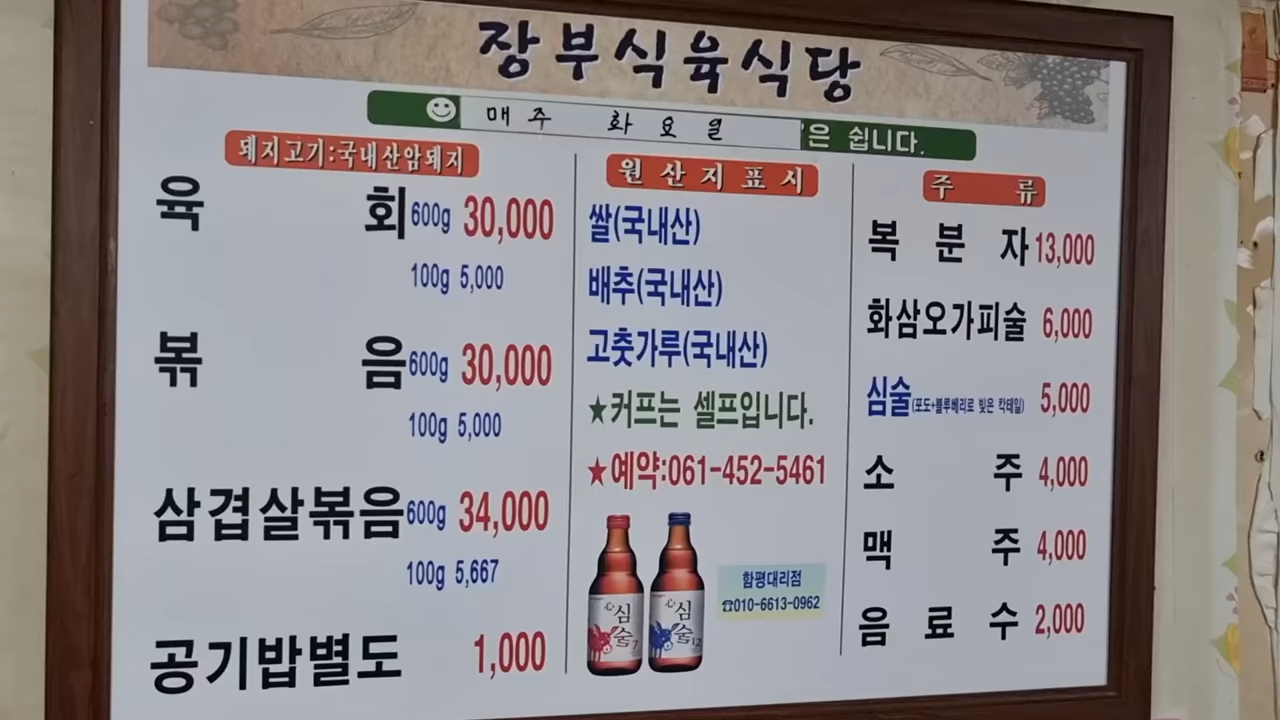 장부식육식당
매주 화요일은 쉽니다.
돼지고기:국내산암돼지
육회 600g 30,000
100g 5,000
볶음 600g 30,000
100g 5,000
삼겹살볶음 600g 34,000
100g 5,667
공기밥별도 1,000
원산지표시
쌀(국내산)
배추(국내산)
고춧가루(국내산)
★커프는 셀프입니다.
★예약:061-452-5461
심술 7
심술 12
함평대리점
☎010-6613-0962
주류
복분자 13,000
화삼오가피술 6,000
심술(포도+블루베리로 빚은 칵테일) 5,000
소주 4,000
맥주 4,000
음료수 2,000